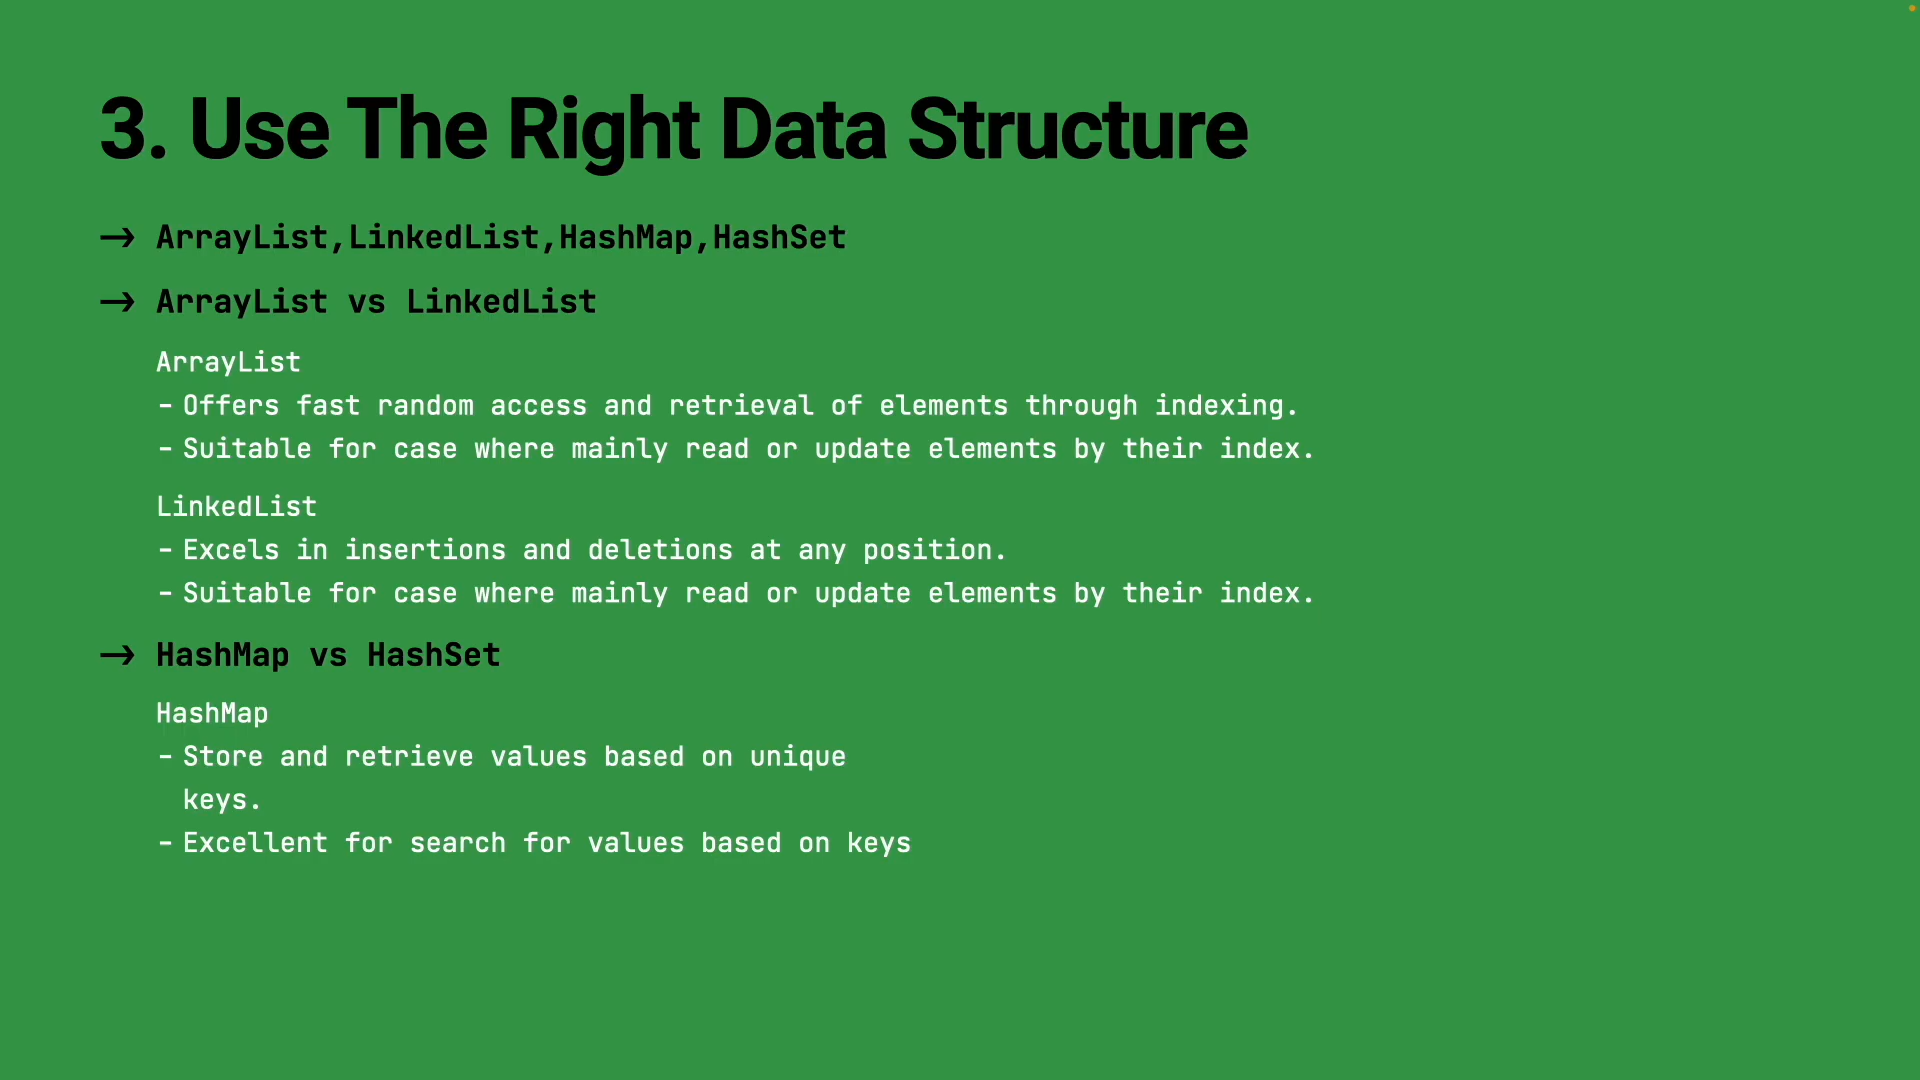 3. Use The Right Data Structure
→ ArrayList,LinkedList,HashMap,HashSet
→ ArrayList vs LinkedList
ArrayList
- Offers fast random access and retrieval of elements through indexing.
- Suitable for case where mainly read or update elements by their index.
LinkedList
- Excels in insertions and deletions at any position.
- Suitable for case where mainly read or update elements by their index.
→ HashMap vs HashSet
HashMap
- Store and retrieve values based on unique
keys.
- Excellent for search for values based on keys